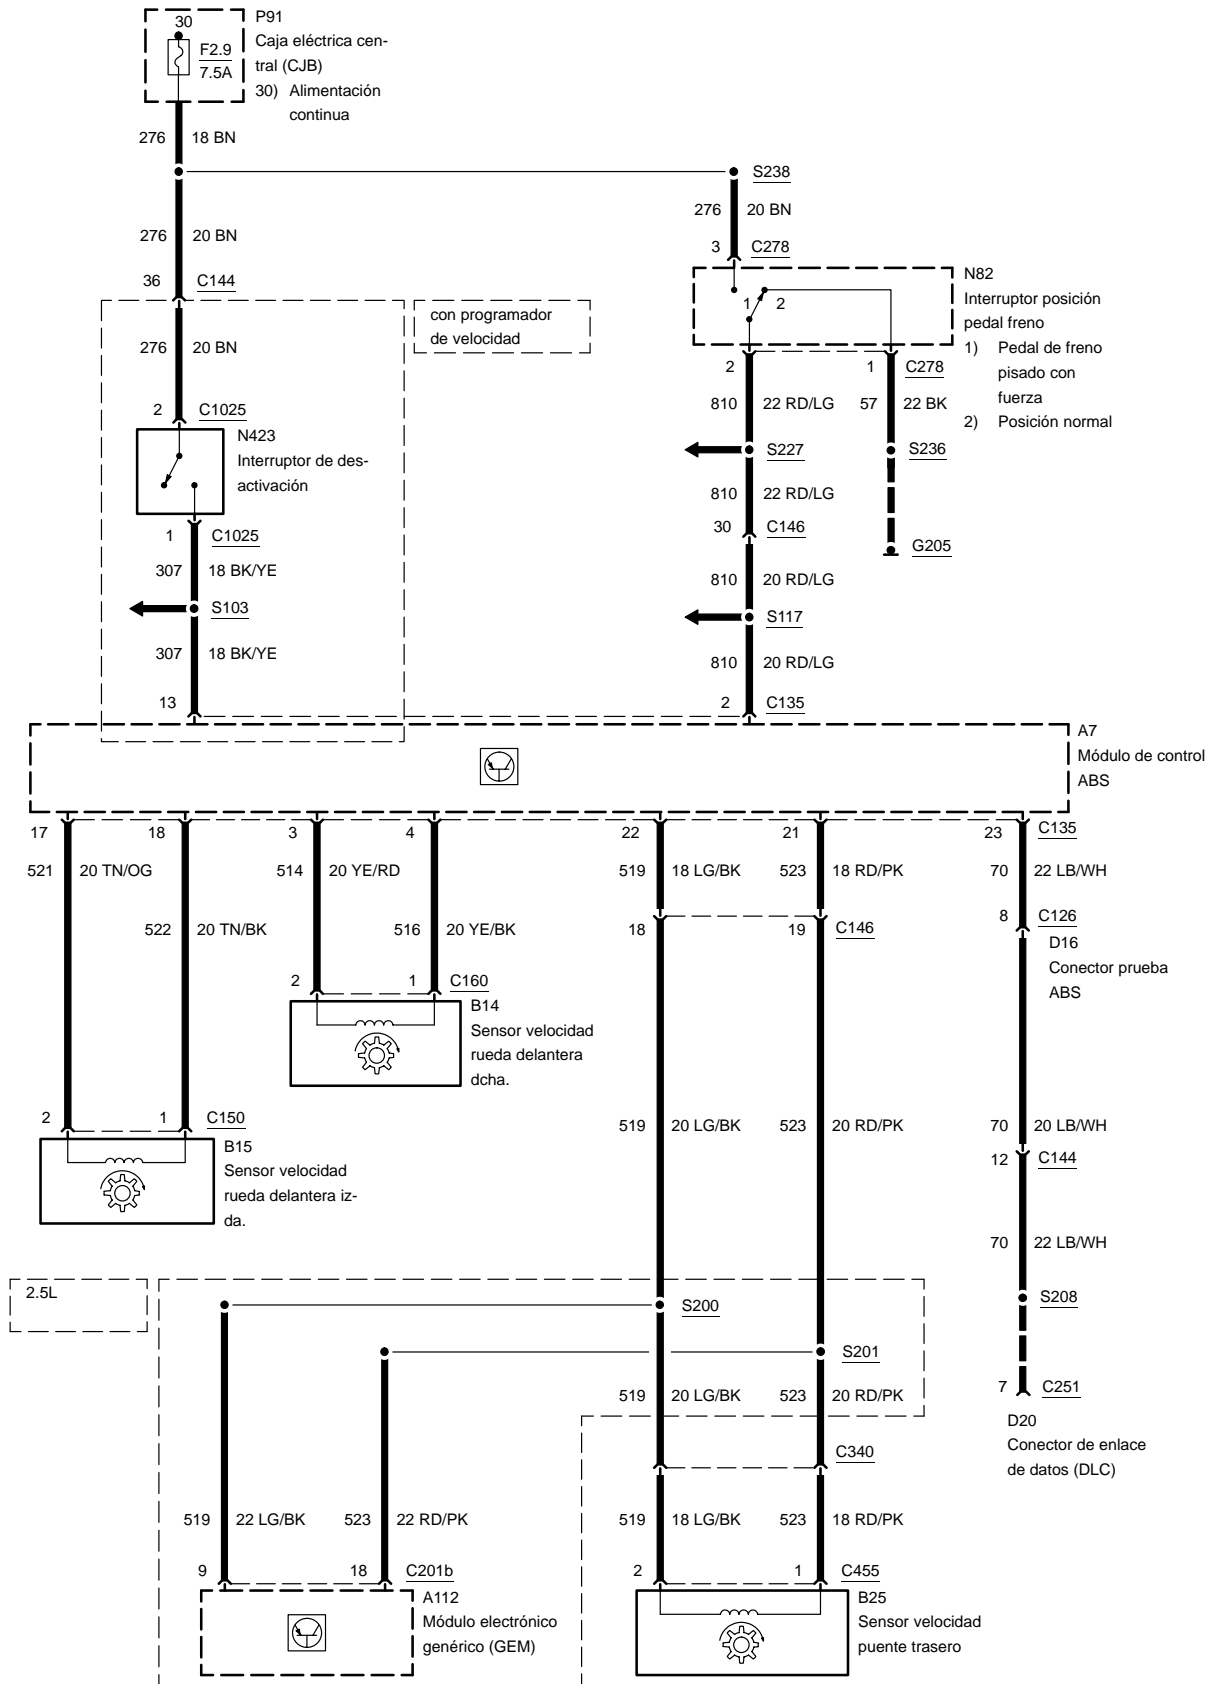 30
P91
Caja eléctrica cen-
tral (CJB)
30) Alimentación
continua
F2.9
7.5A
276 18 BN
S238
276 20 BN
276 20 BN
3 C278
36 C144
N82
Interruptor posición
pedal freno
1) Pedal de freno
pisado con
fuerza
2) Posición normal
1 2
con programador
de velocidad
276 20 BN
2 1 C278
2 C1025
810 22 RD/LG 57 22 BK
N423
Interruptor de des-
activación
S227 S236
810 22 RD/LG
1 C1025
30 C146
G205
307 18 BK/YE
810 20 RD/LG
S103
S117
307 18 BK/YE
810 20 RD/LG
13
2 C135
A7
Módulo de control
ABS
17 18 3 4 22 21 23 C135
521 20 TN/OG 514 20 YE/RD 519 18 LG/BK 523 18 RD/PK 70 22 LB/WH
8 C126
522 20 TN/BK 516 20 YE/BK 18 19 C146
D16
Conector prueba
ABS
2 1 C160
B14
Sensor velocidad
rueda delantera
dcha.
2 1 C150
519 20 LG/BK 523 20 RD/PK 70 20 LB/WH
B15
Sensor velocidad
rueda delantera iz-
da.
12 C144
70 22 LB/WH
2.5L
S200
S208
S201
7 C251
519 20 LG/BK 523 20 RD/PK
D20
Conector de enlace
de datos (DLC)
C340
519 22 LG/BK 523 22 RD/PK 519 18 LG/BK 523 18 RD/PK
9 18 C201b
2 1 C455
A112
Módulo electrónico
genérico (GEM)
B25
Sensor velocidad
puente trasero